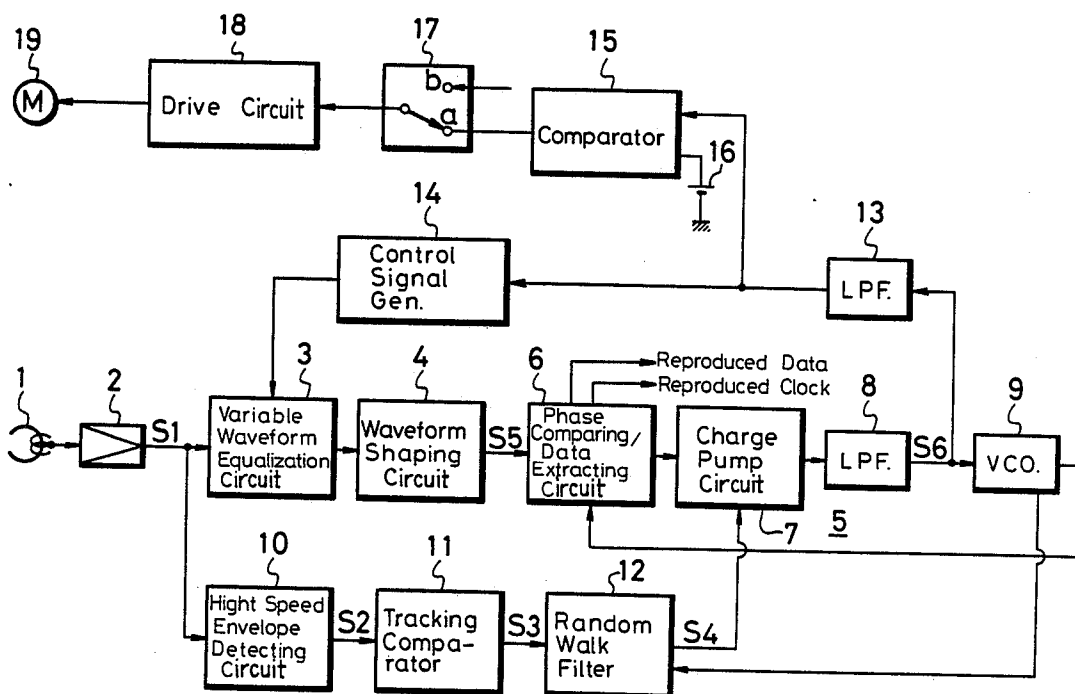 19
18
17
15
M
Drive Circuit
b
a
Comparator
16
14
Control
Signal
Gen.
13
LPF.
1
2
S1
3
Variable
Waveform
Equalization
Circuit
4
Waveform
Shaping
Circuit
S5
6
Phase
Comparing/
Data
Extracting
Circuit
Reproduced Data
Reproduced Clock
Charge
Pump
Circuit
7
5
8
LPF.
S6
9
VCO.
10
Hight Speed
Envelope
Detecting
Circuit
S2
11
Tracking
Compa-
rator
S3
12
Random
Walk
Filter
S4